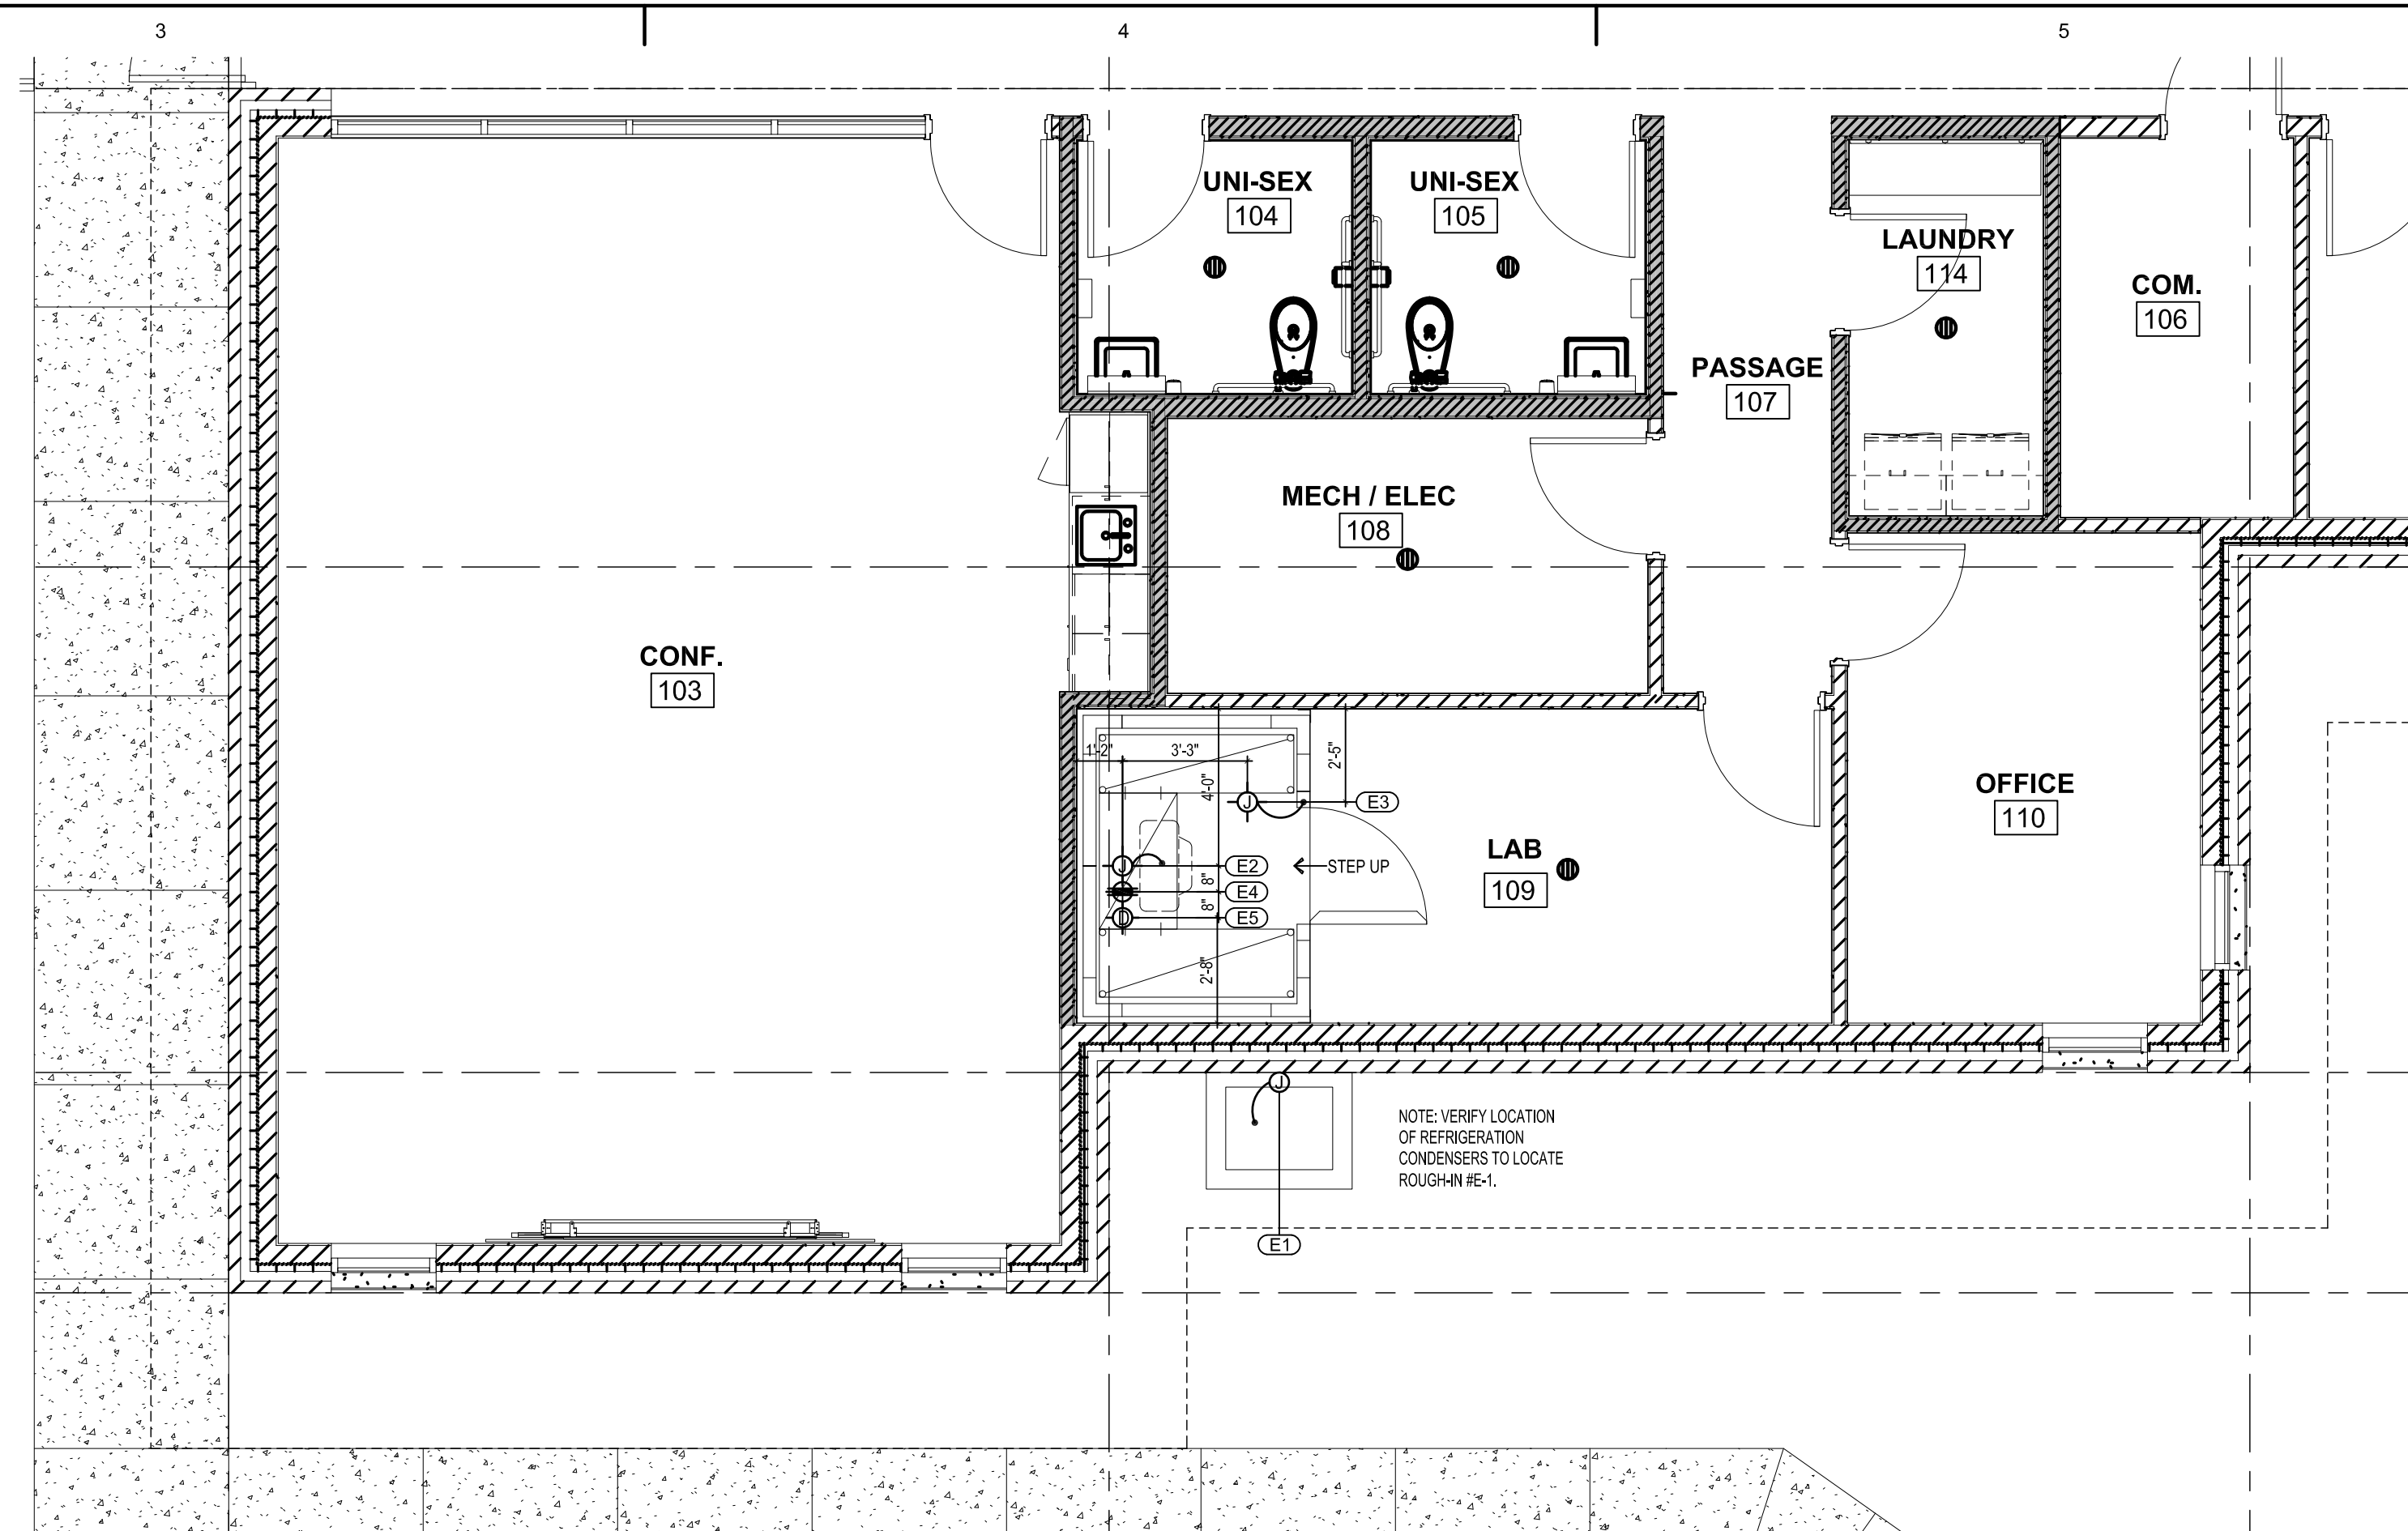 3
4
5
UNI-SEX
104
UNI-SEX
105
LAUNDRY
114
COM.
106
PASSAGE
107
MECH / ELEC
108
CONF.
103
1'-2"
3'-3"
2'-5"
4'-0"
J
E3
OFFICE
110
LAB
109
J
E2
STEP UP
8"
E4
8"
D
E5
2'-8"
J
NOTE: VERIFY LOCATION
OF REFRIGERATION
CONDENSERS TO LOCATE
ROUGH-IN #E-1.
E1